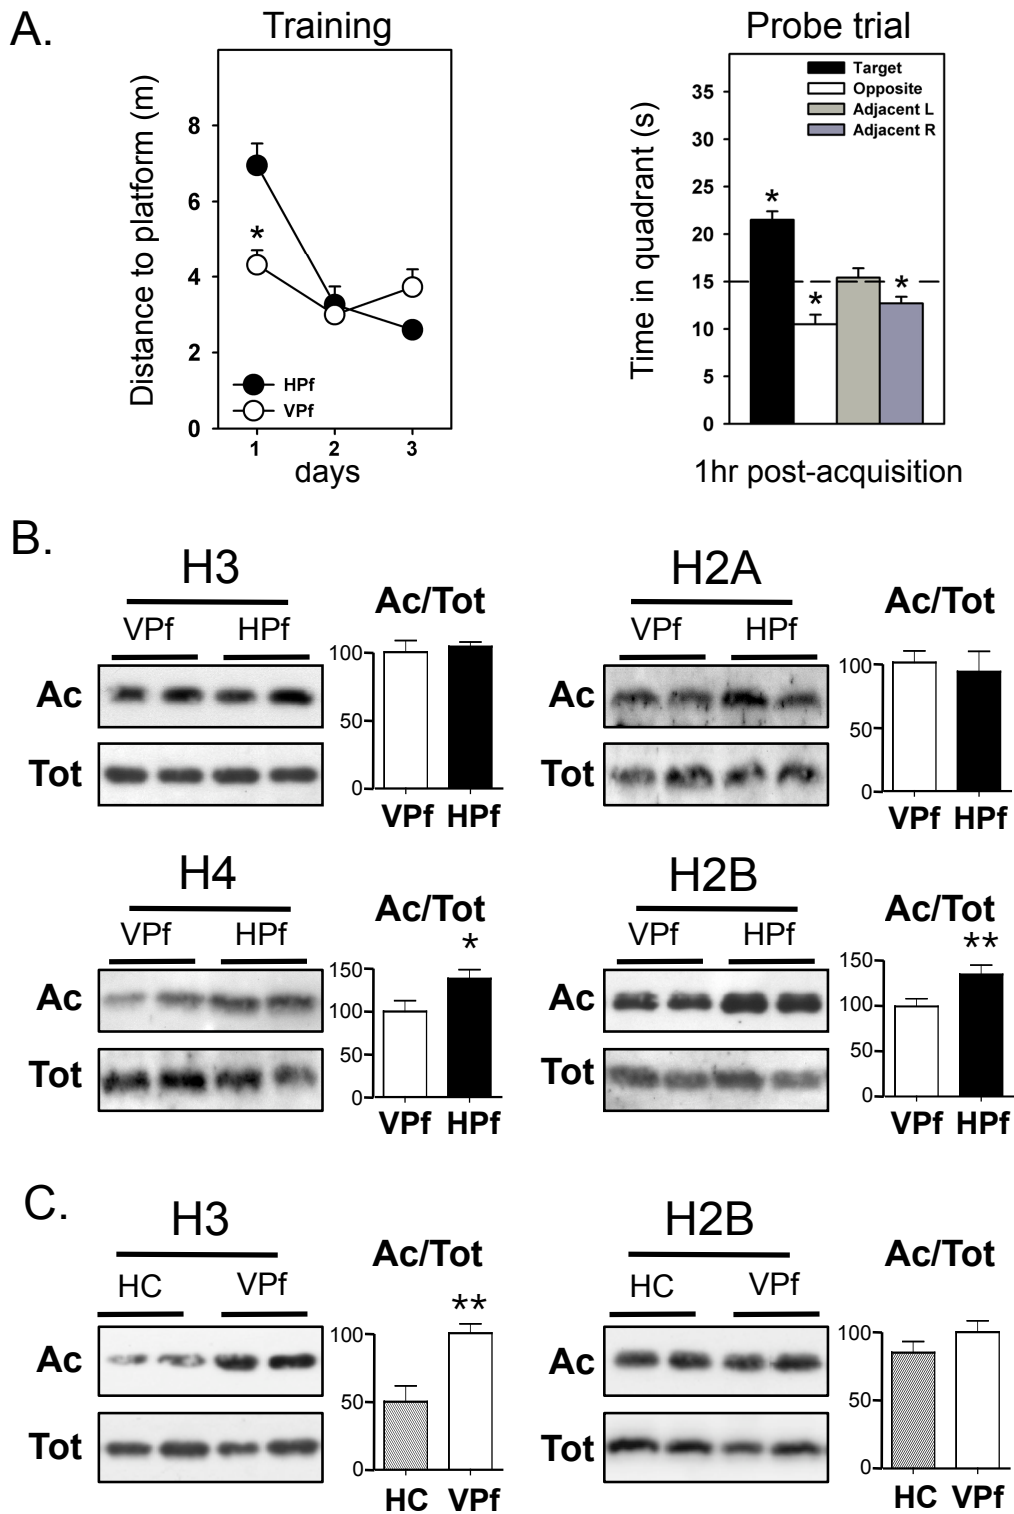 A.
Training
Probe trial
Distance to platform (m)
8
6
4
2
0
*
HPf
VPf
1 2 3
days
Time in quadrant (s)
35
30
25
20
15
10
5
0
Target
Opposite
Adjacent L
Adjacent R
* * *
1hr post-acquisition
B.
H3
VPf HPf
Ac
Tot
Ac/Tot
100
50
0
VPf HPf
H2A
VPf HPf
Ac
Tot
Ac/Tot
100
50
0
VPf HPf
H4
VPf HPf
Ac
Tot
Ac/Tot
*
150
100
50
0
VPf HPf
H2B
VPf HPf
Ac
Tot
Ac/Tot
**
150
100
50
0
VPf HPf
C.
H3
HC VPf
Ac
Tot
Ac/Tot
**
100
50
0
HC VPf
H2B
HC VPf
Ac
Tot
Ac/Tot
100
50
0
HC VPf